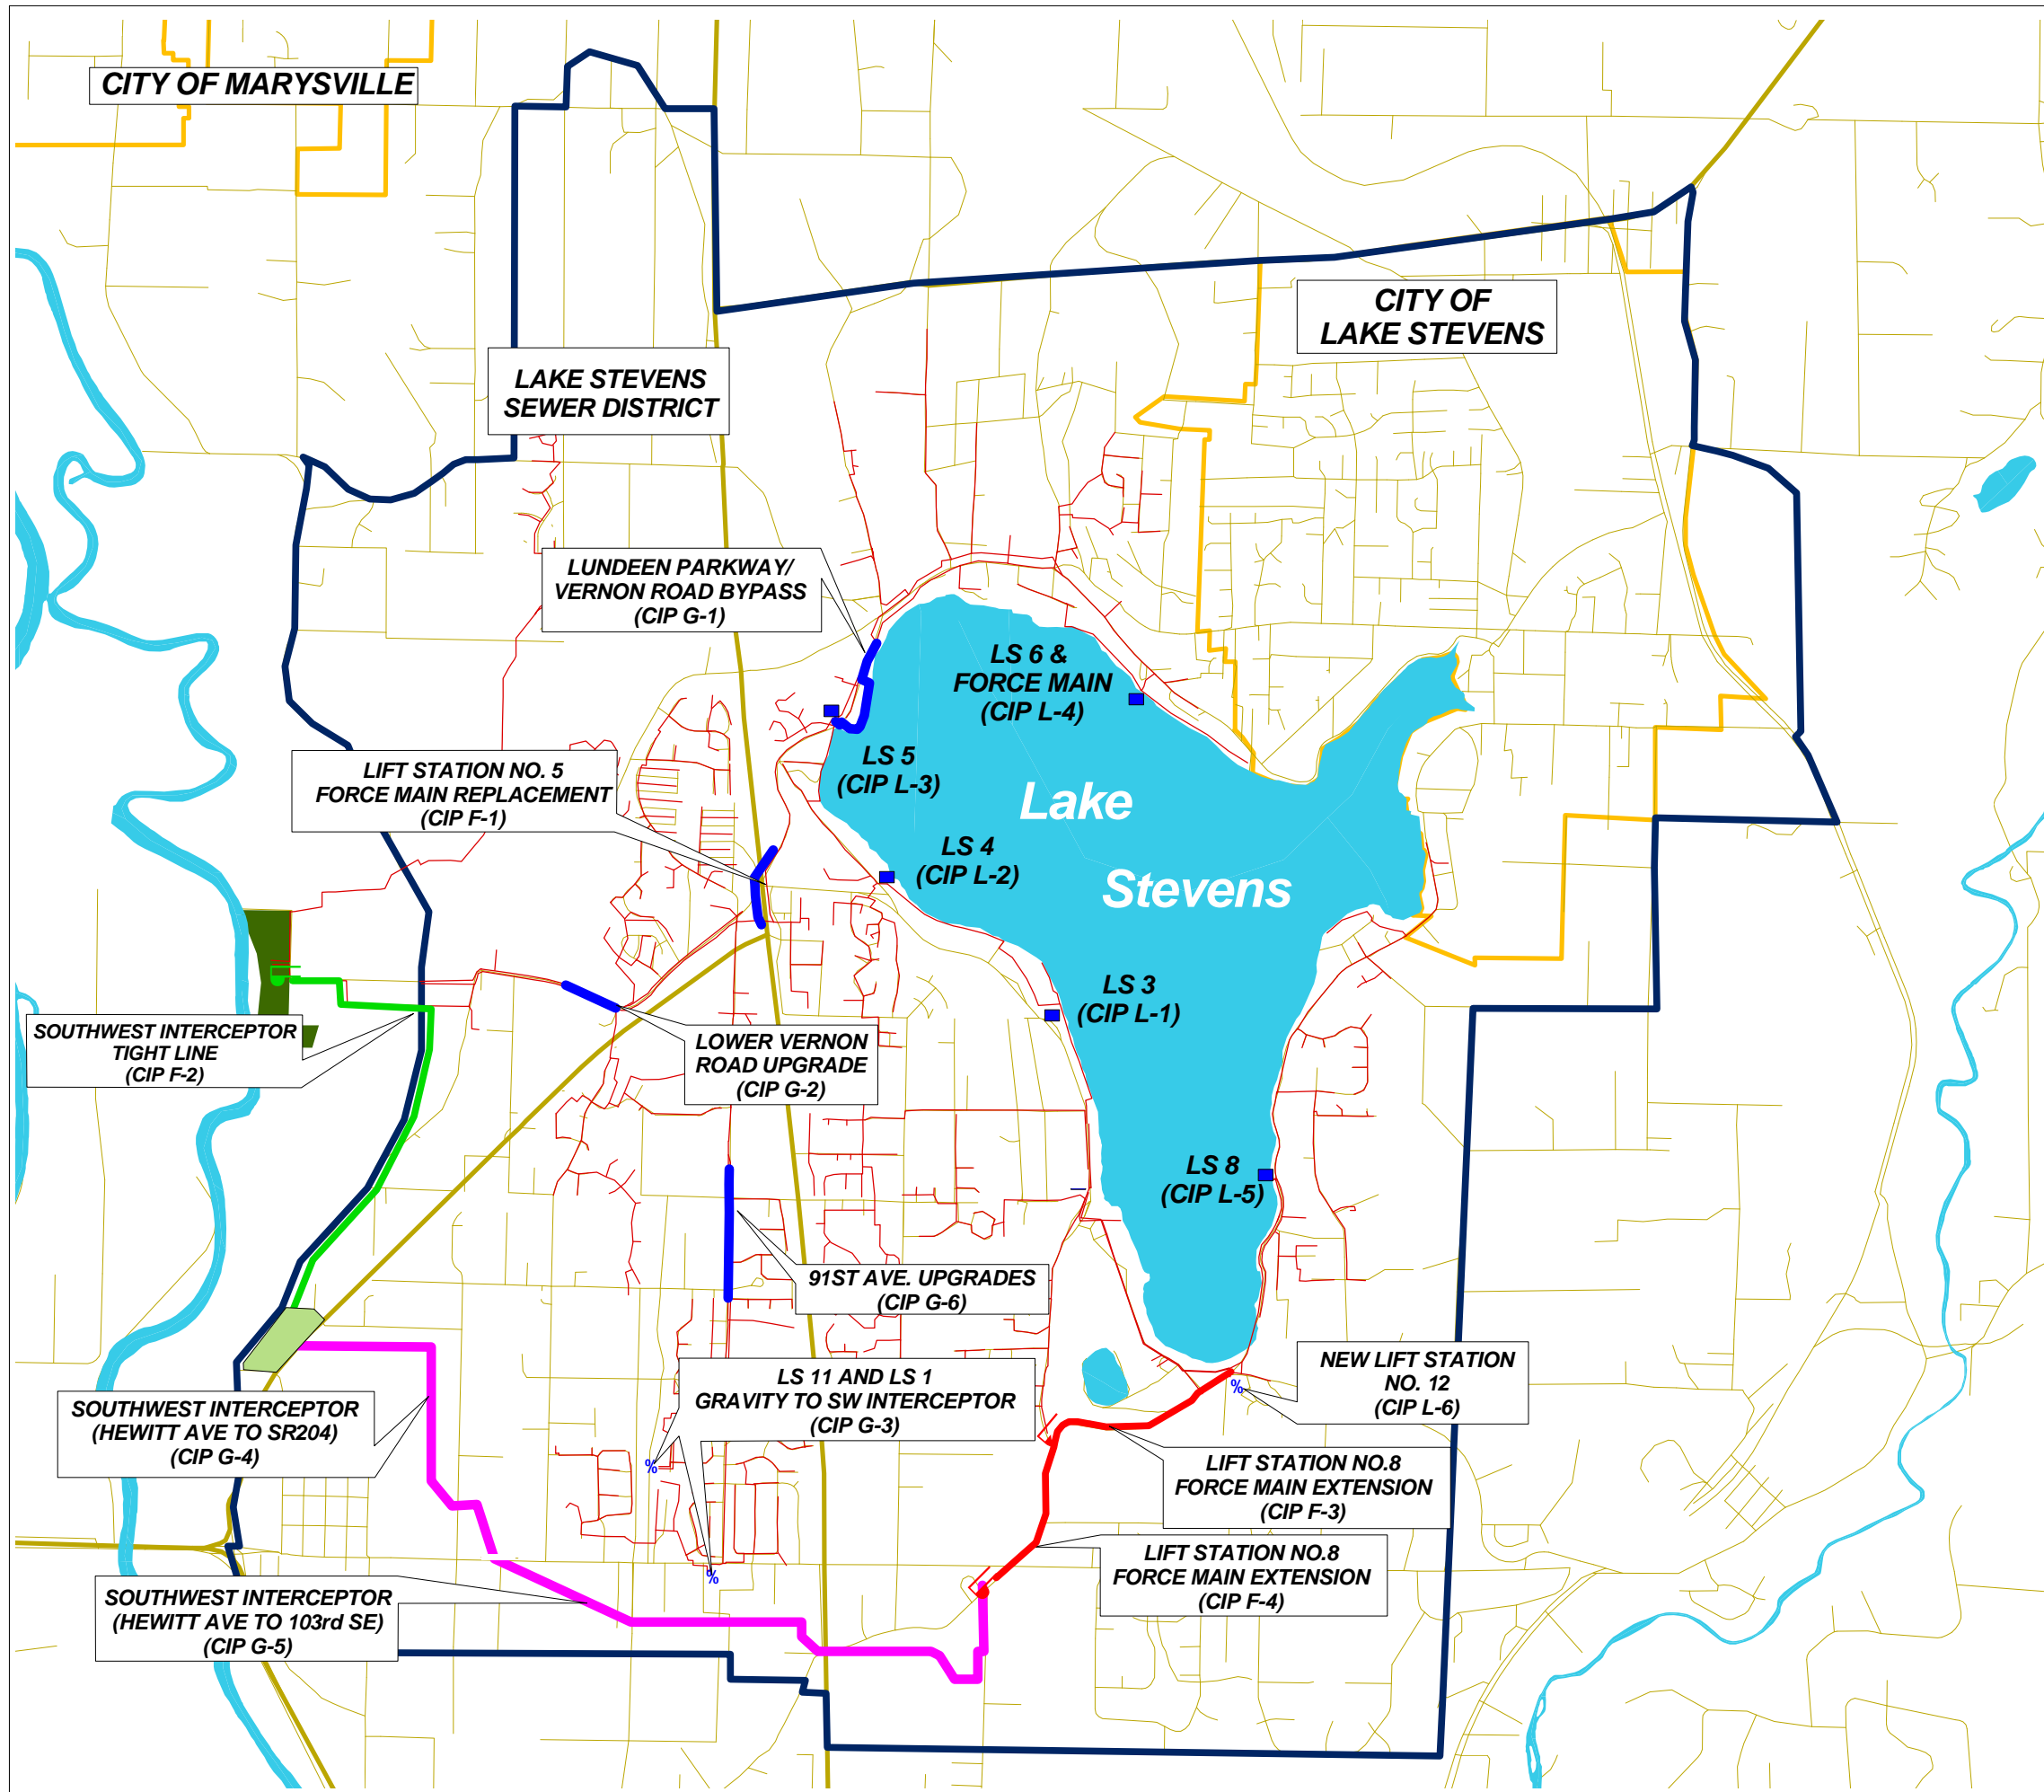 CITY OF MARYSVILLE
CITY OF
LAKE STEVENS
LAKE STEVENS
SEWER DISTRICT
LUNDEEN PARKWAY/
VERNON ROAD BYPASS
(CIP G-1)
LS 6 &
FORCE MAIN
(CIP L-4)
LS 5
(CIP L-3)
LIFT STATION NO. 5
FORCE MAIN REPLACEMENT
(CIP F-1)
Lake
Stevens
LS 4
(CIP L-2)
LS 3
(CIP L-1)
SOUTHWEST INTERCEPTOR
TIGHT LINE
(CIP F-2)
LOWER VERNON
ROAD UPGRADE
(CIP G-2)
LS 8
(CIP L-5)
91ST AVE. UPGRADES
(CIP G-6)
LS 11 AND LS 1
GRAVITY TO SW INTERCEPTOR
(CIP G-3)
NEW LIFT STATION
NO. 12
(CIP L-6)
%
SOUTHWEST INTERCEPTOR
(HEWITT AVE TO SR204)
(CIP G-4)
%
LIFT STATION NO.8
FORCE MAIN EXTENSION
(CIP F-3)
LIFT STATION NO.8
FORCE MAIN EXTENSION
(CIP F-4)
%
SOUTHWEST INTERCEPTOR
(HEWITT AVE TO 103rd SE)
(CIP G-5)